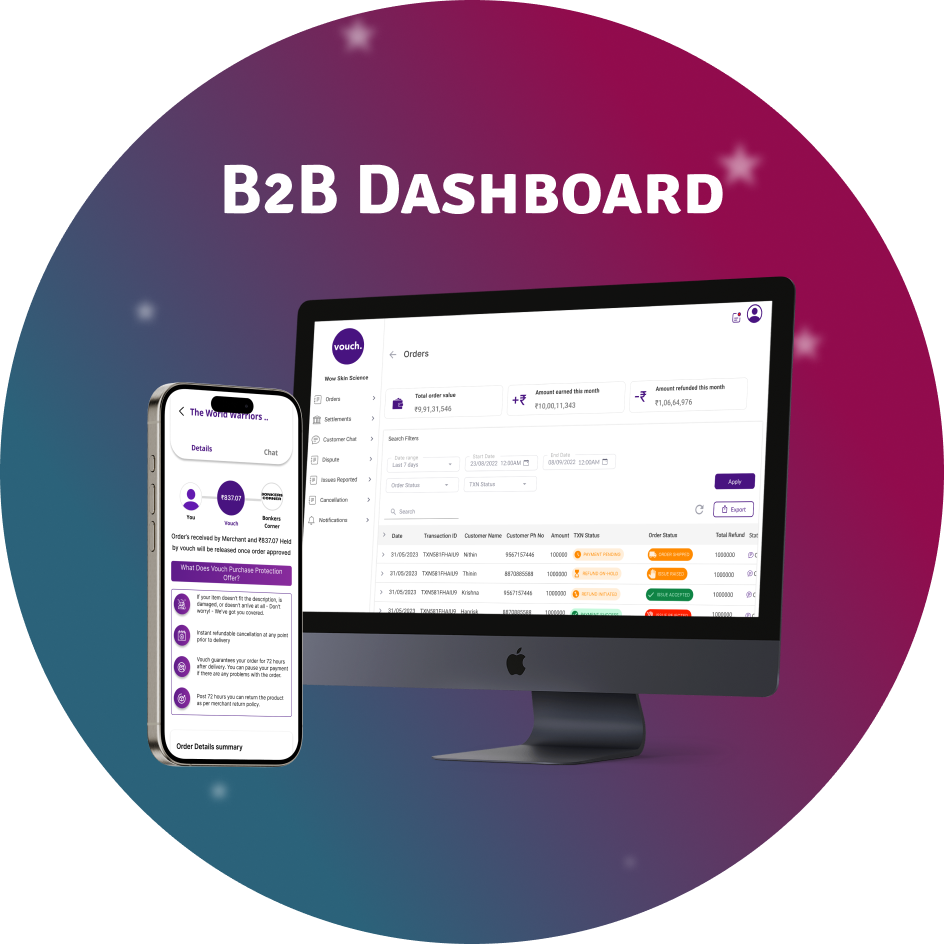 B2B Dashboard
vouch.
Wow Skin Science
Orders
Settlements
Customer Chat
Dispute
Issues Reported
Cancellation
Notifications
Orders
Total order value
₹9,91,31,546
Amount earned this month
+₹
₹10,00,11,343
Amount refunded this month
-₹
₹1,06,64,976
Search Filters
Date range
Last 7 days
Start Date
23/08/2022 12:00AM
End Date
08/09/2022 12:00AM
Order Status
TXN Status
Apply
Search
Export
Date Transaction ID Customer Name Customer Ph No Amount TXN Status Order Status Total Refund Stat
31/05/2023 TXN581FHAIU9 Nithin 9567157446 100000 PAYMENT PENDING ORDER SHIPPED 1000000 C
31/05/2023 TXN581FHAIU9 Thinin 8870885588 1000000 REFUND ON HOLD ISSUE RAISED 1000000 C
31/05/2023 TXN581FHAIU9 Krishna 9567157446 1000000 REFUND INITIATED ISSUE ACCEPTED 1000000 C
31/05/2023 TXN581FHAIU9 8870885588 1000000 PAYMENT SUCCESS ISSUE REJECTED 1000000
The World Warriors ..
Details
Chat
₹837.07
BONKERS
CORNER
You
Vouch
Bonkers
Corner
Order's received by Merchant and ₹837.07 Held
by vouch will be released once order approved
What Does Vouch Purchase Protection
Offer?
If your item doesn't fit the description, is
damaged, or doesn't arrive at all - Don't
worry! - We've got you covered.
Instant refundable cancellation at any point
prior to delivery
Vouch guarantees your order for 72 hours
after delivery. You can pause your payment
if there are any problems with the order.
Post 72 hours you can return the product
as per merchant return policy.
Order Details summary